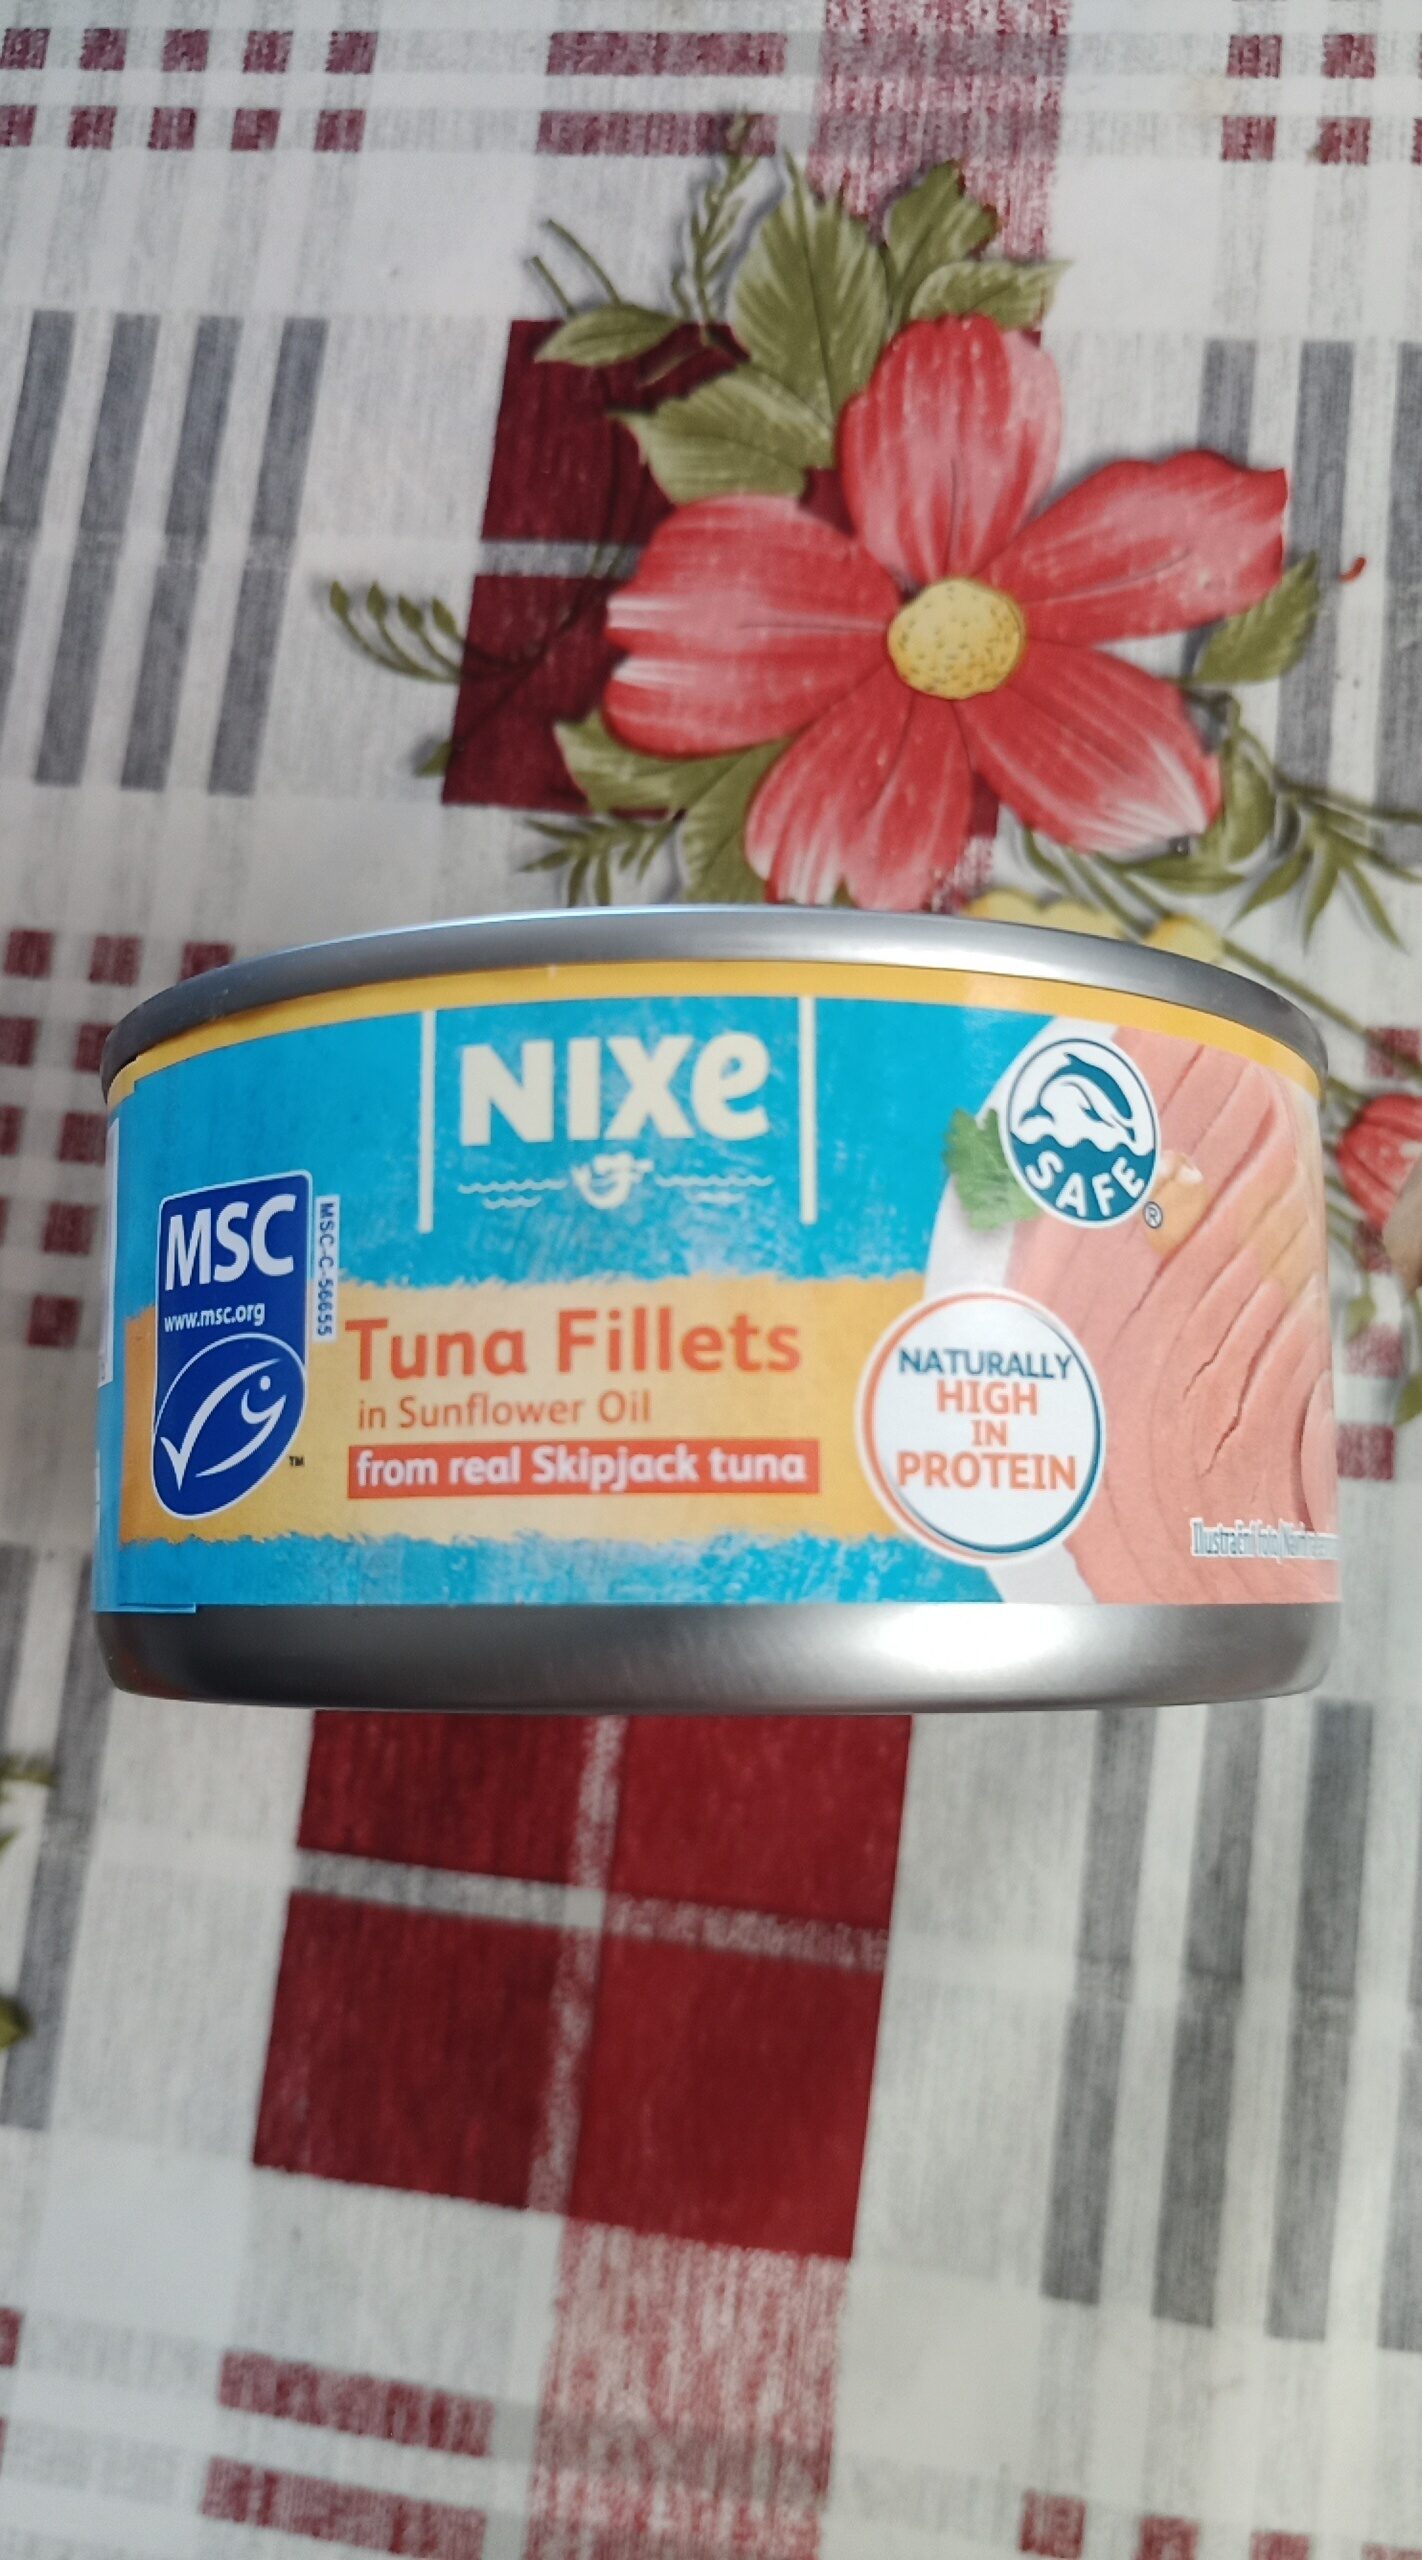 NIXe
SAFE®
MSC
www.msc.org
MSC-C-56655
TM
Tuna Fillets
in Sunflower Oil
from real Skipjack tuna
NATURALLY
HIGH
IN
PROTEIN